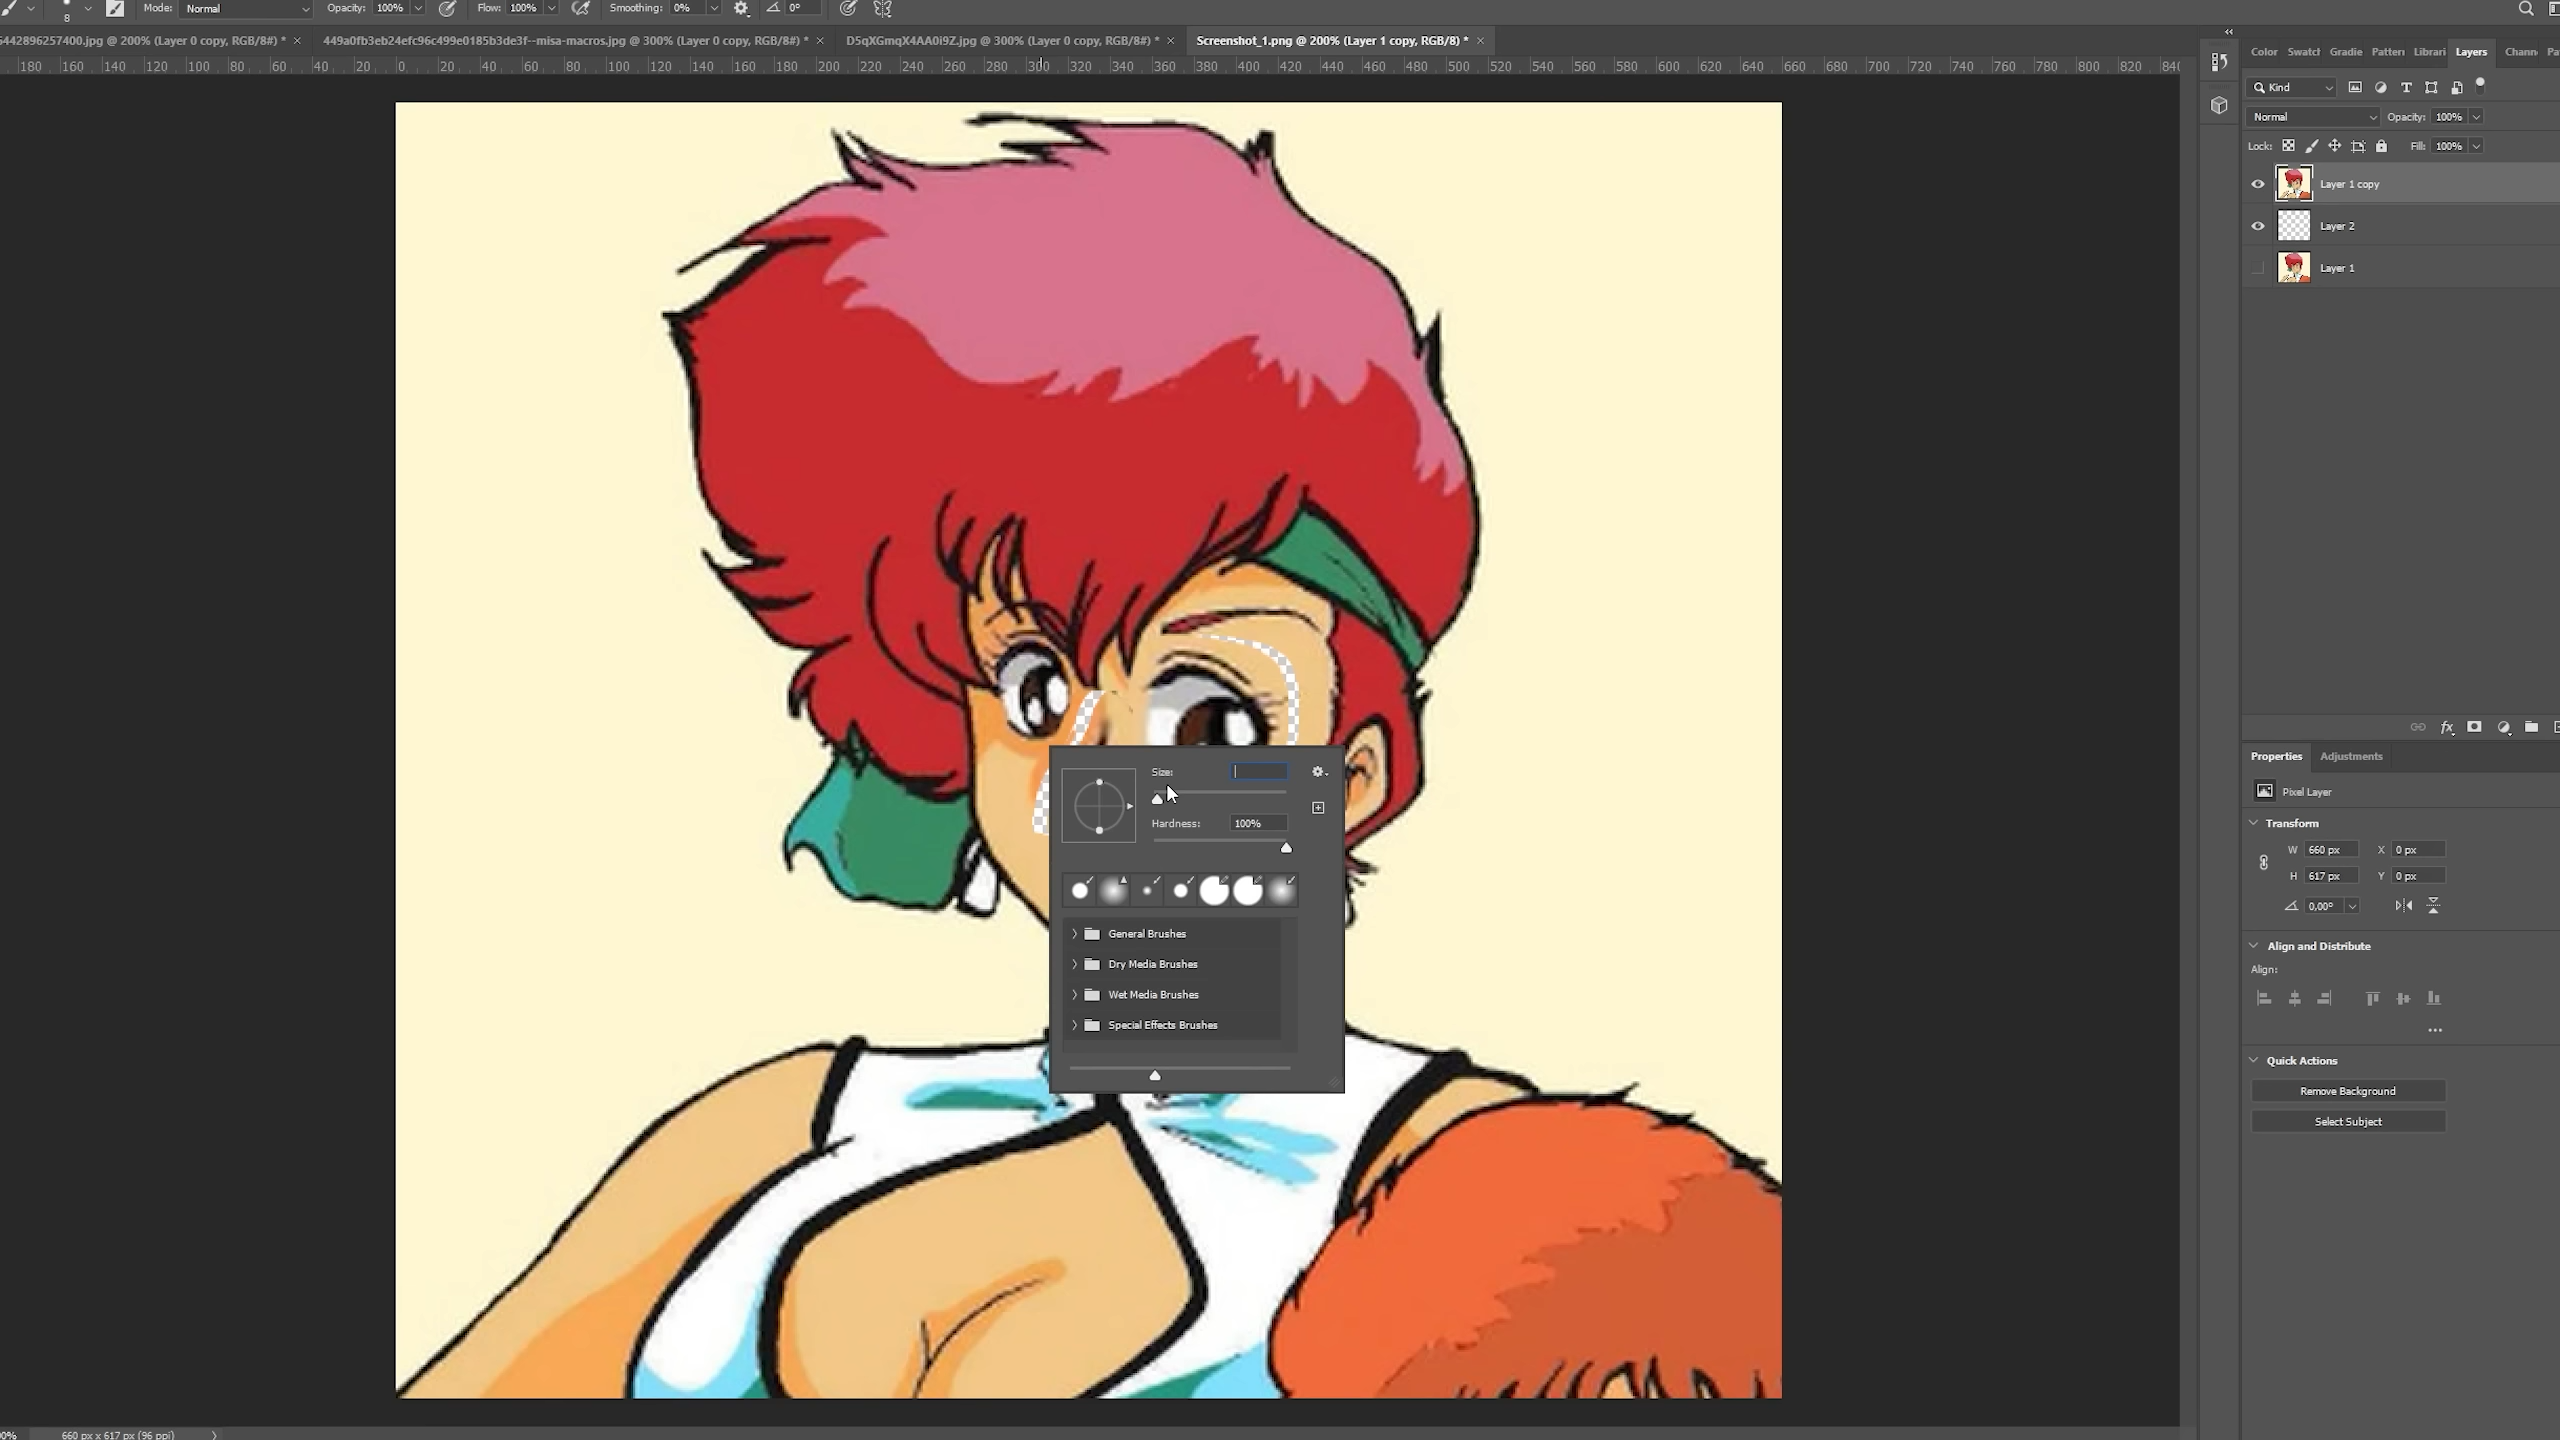 Mode: Normal Opacity: 100% Flow: 100% Smoothing: 0% 0°
8
6442896257400.jpg @ 200% (Layer 0 copy, RGB/8#) * × 449a0fb3eb24efc96c499e0185b3de3f--misa-macros.jpg @ 300% (Layer 0 copy, RGB/8#) * × D5qXGmqX4AA0i9Z.jpg @ 300% (Layer 0 copy, RGB/8#) * × Screenshot_1.png @ 200% (Layer 1 copy, RGB/8) * ×
180 160 140 120 100 80 60 40 20 0 20 40 60 80 100 120 140 160 180 200 220 240 260 280 300 320 340 360 380 400 420 440 460 480 500 520 540 560 580 600 620 640 660 680 700 720 740 760 780 800 820 840
Color Swatch Gradie Pattern Librari Layers Chann Pa
Kind
Normal Opacity: 100%
Lock: Fill: 100%
Layer 1 copy
Layer 2
Layer 1
fx
Properties Adjustments
Pixel Layer
Transform
W 660 px X 0 px
H 617 px Y 0 px
0,00°
Align and Distribute
Align:
Quick Actions
Remove Background
Select Subject
Size:
Hardness: 100%
General Brushes
Dry Media Brushes
Wet Media Brushes
Special Effects Brushes
00% 660 px x 617 px (96 ppi)